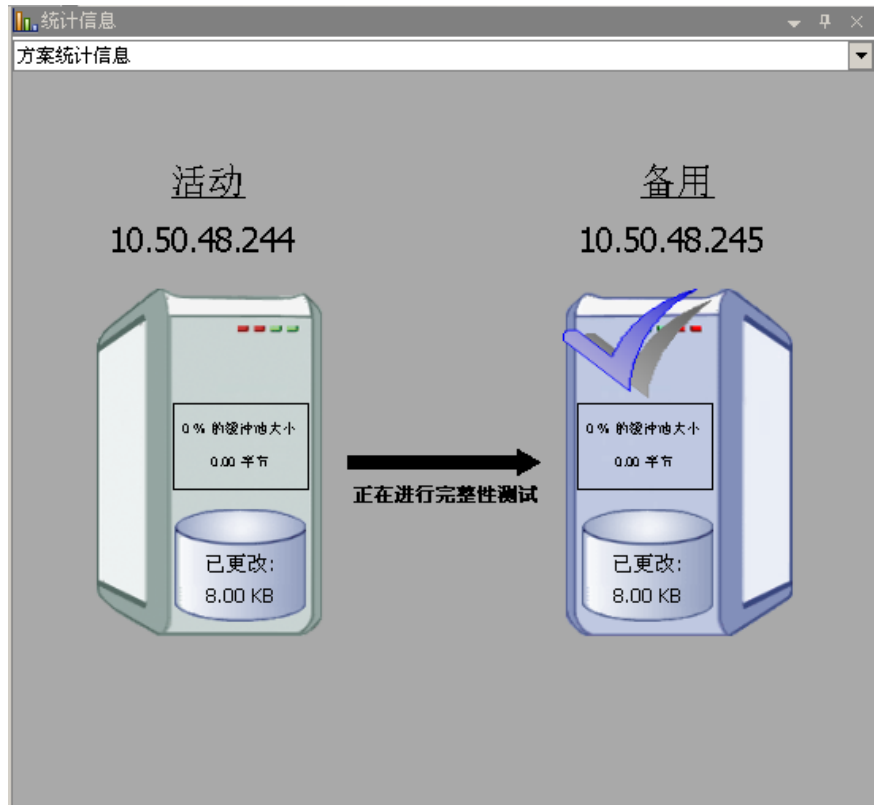 统计信息
方案统计信息
活动
备用
10.50.48.244
10.50.48.245
0 % 的缓冲池大小
0.00 字节
0 % 的缓冲池大小
0.00 字节
正在进行完整性测试
已更改:
8.00 KB
已更改:
8.00 KB